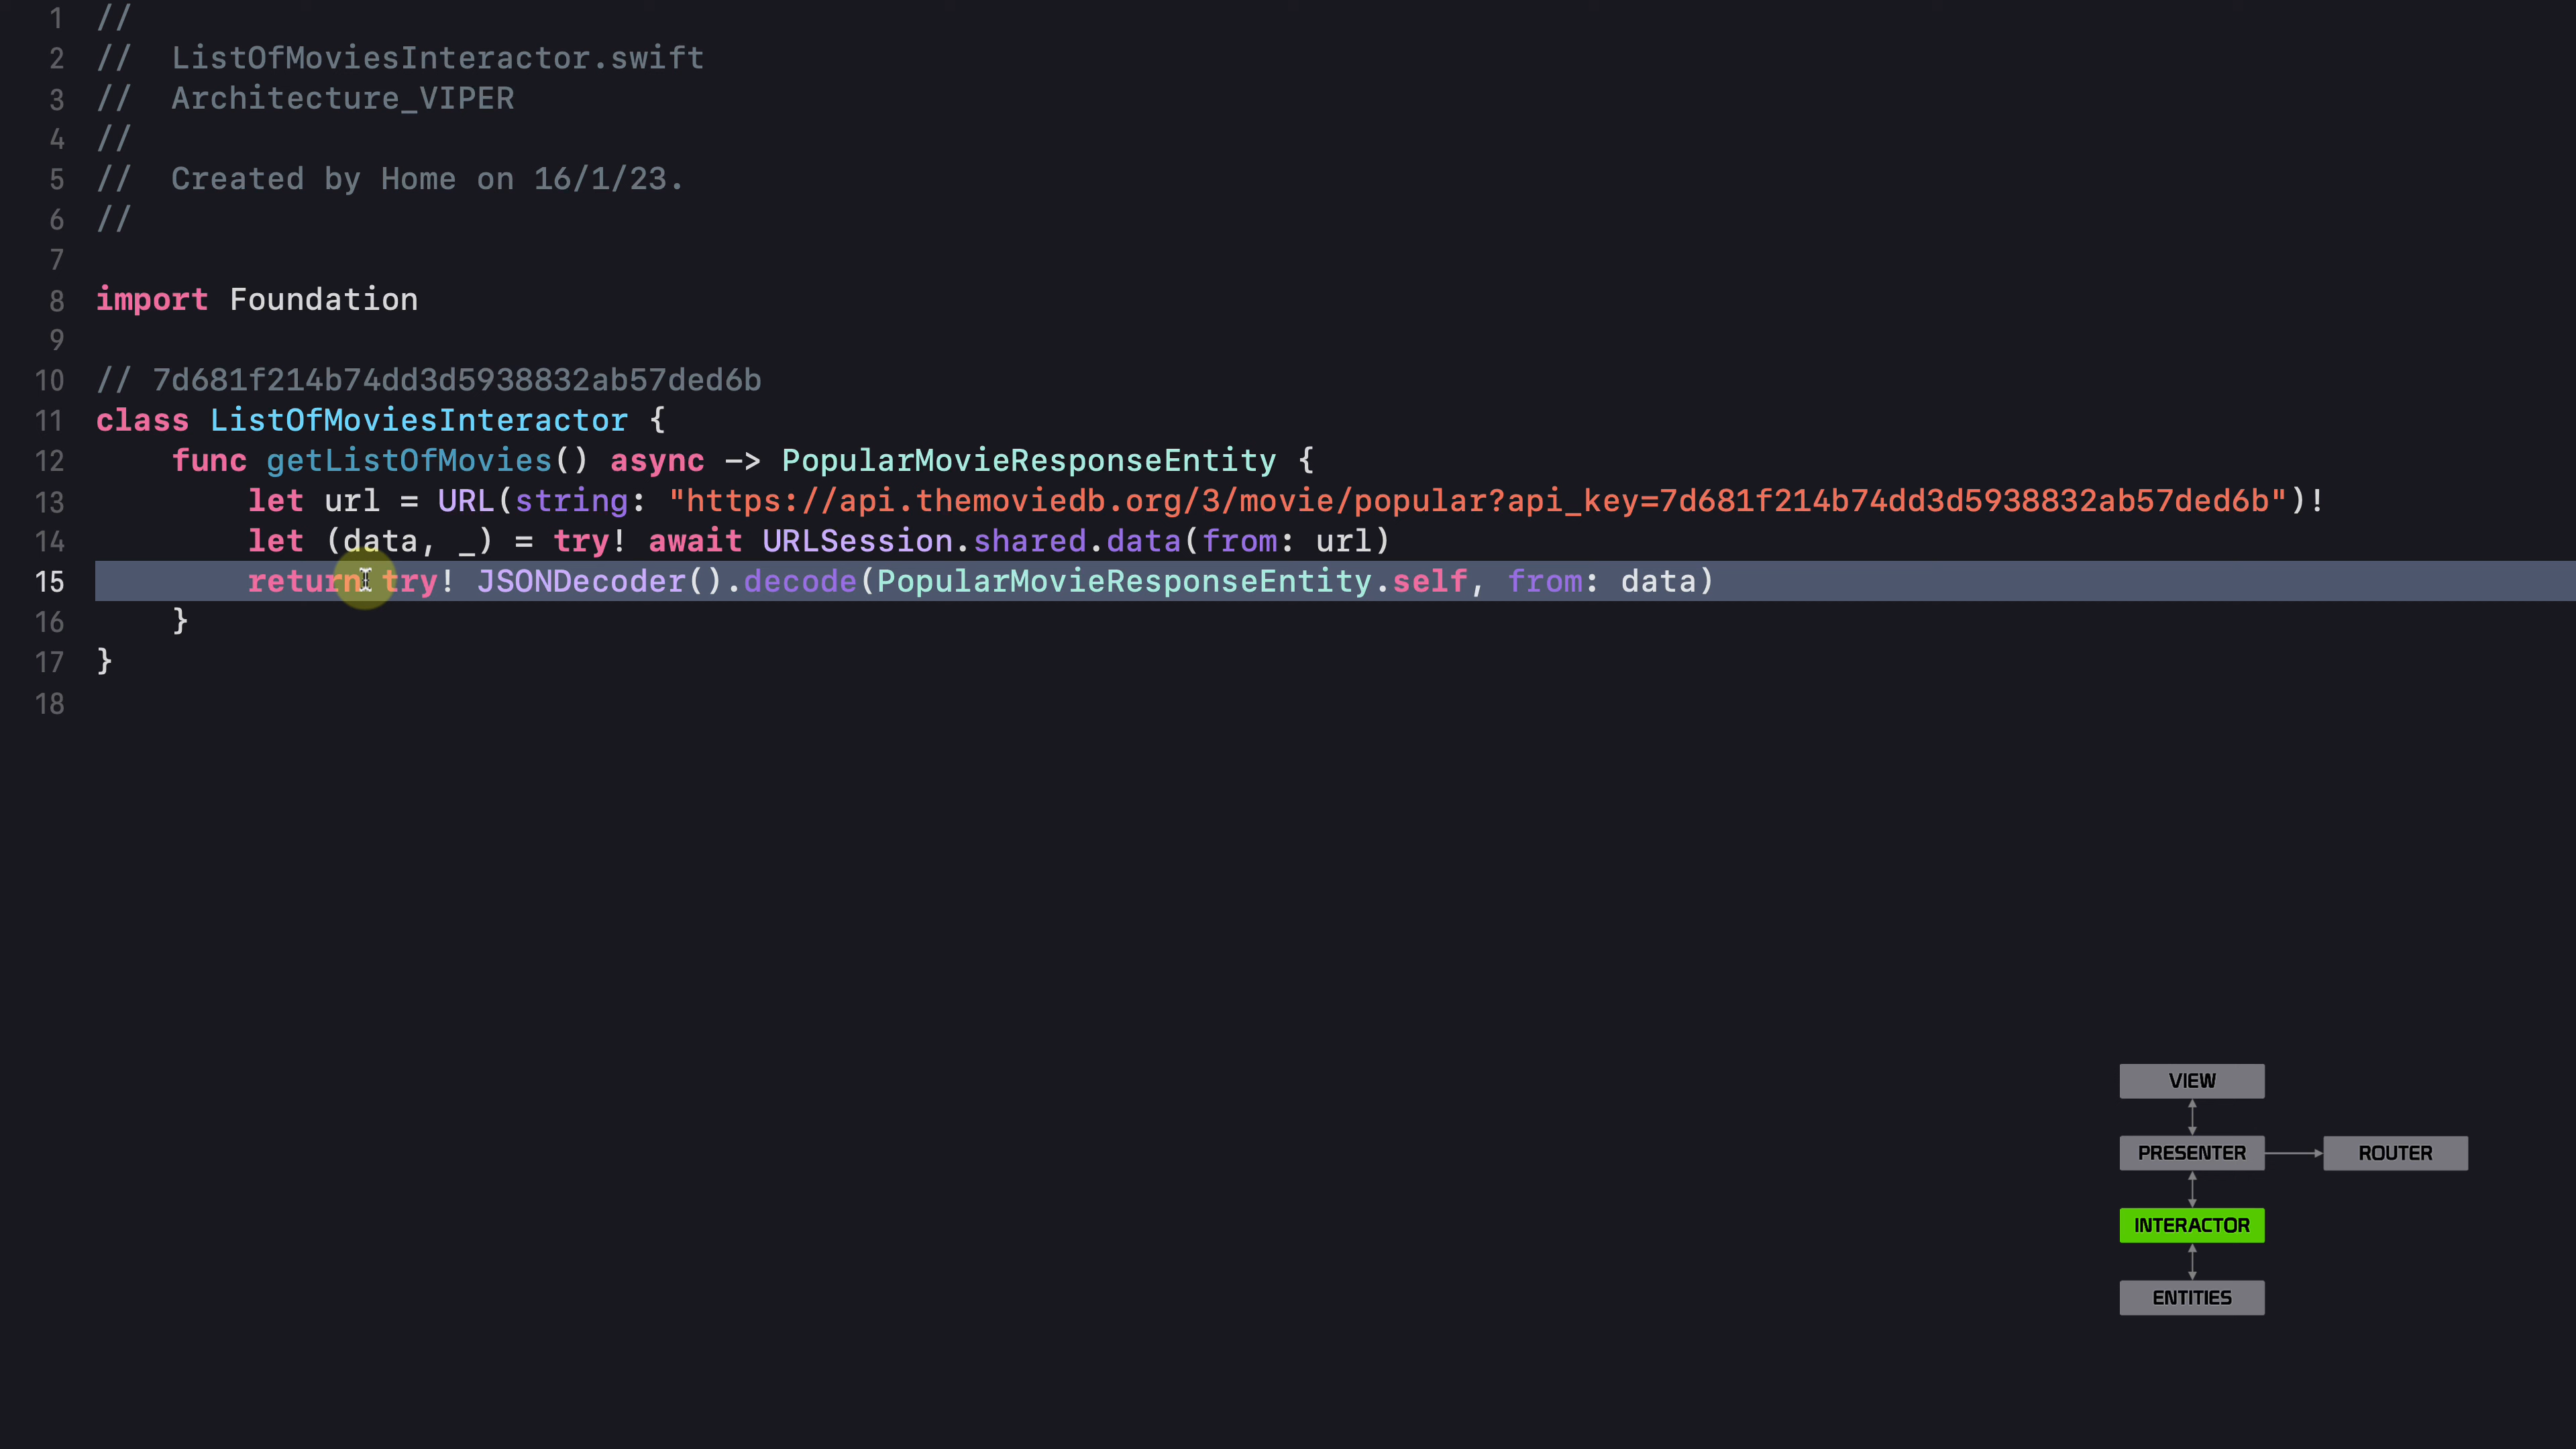 1 //
2 //  ListOfMoviesInteractor.swift
3 //  Architecture_VIPER
4 //
5 //  Created by Home on 16/1/23.
6 //
7
8 import Foundation
9
10 // 7d681f214b74dd3d5938832ab57ded6b
11 class ListOfMoviesInteractor {
12     func getListOfMovies() async -> PopularMovieResponseEntity {
13         let url = URL(string: "https://api.themoviedb.org/3/movie/popular?api_key=7d681f214b74dd3d5938832ab57ded6b")!
14         let (data, _) = try! await URLSession.shared.data(from: url)
15         return try! JSONDecoder().decode(PopularMovieResponseEntity.self, from: data)
16     }
17 }
18
VIEW
PRESENTER
ROUTER
INTERACTOR
ENTITIES